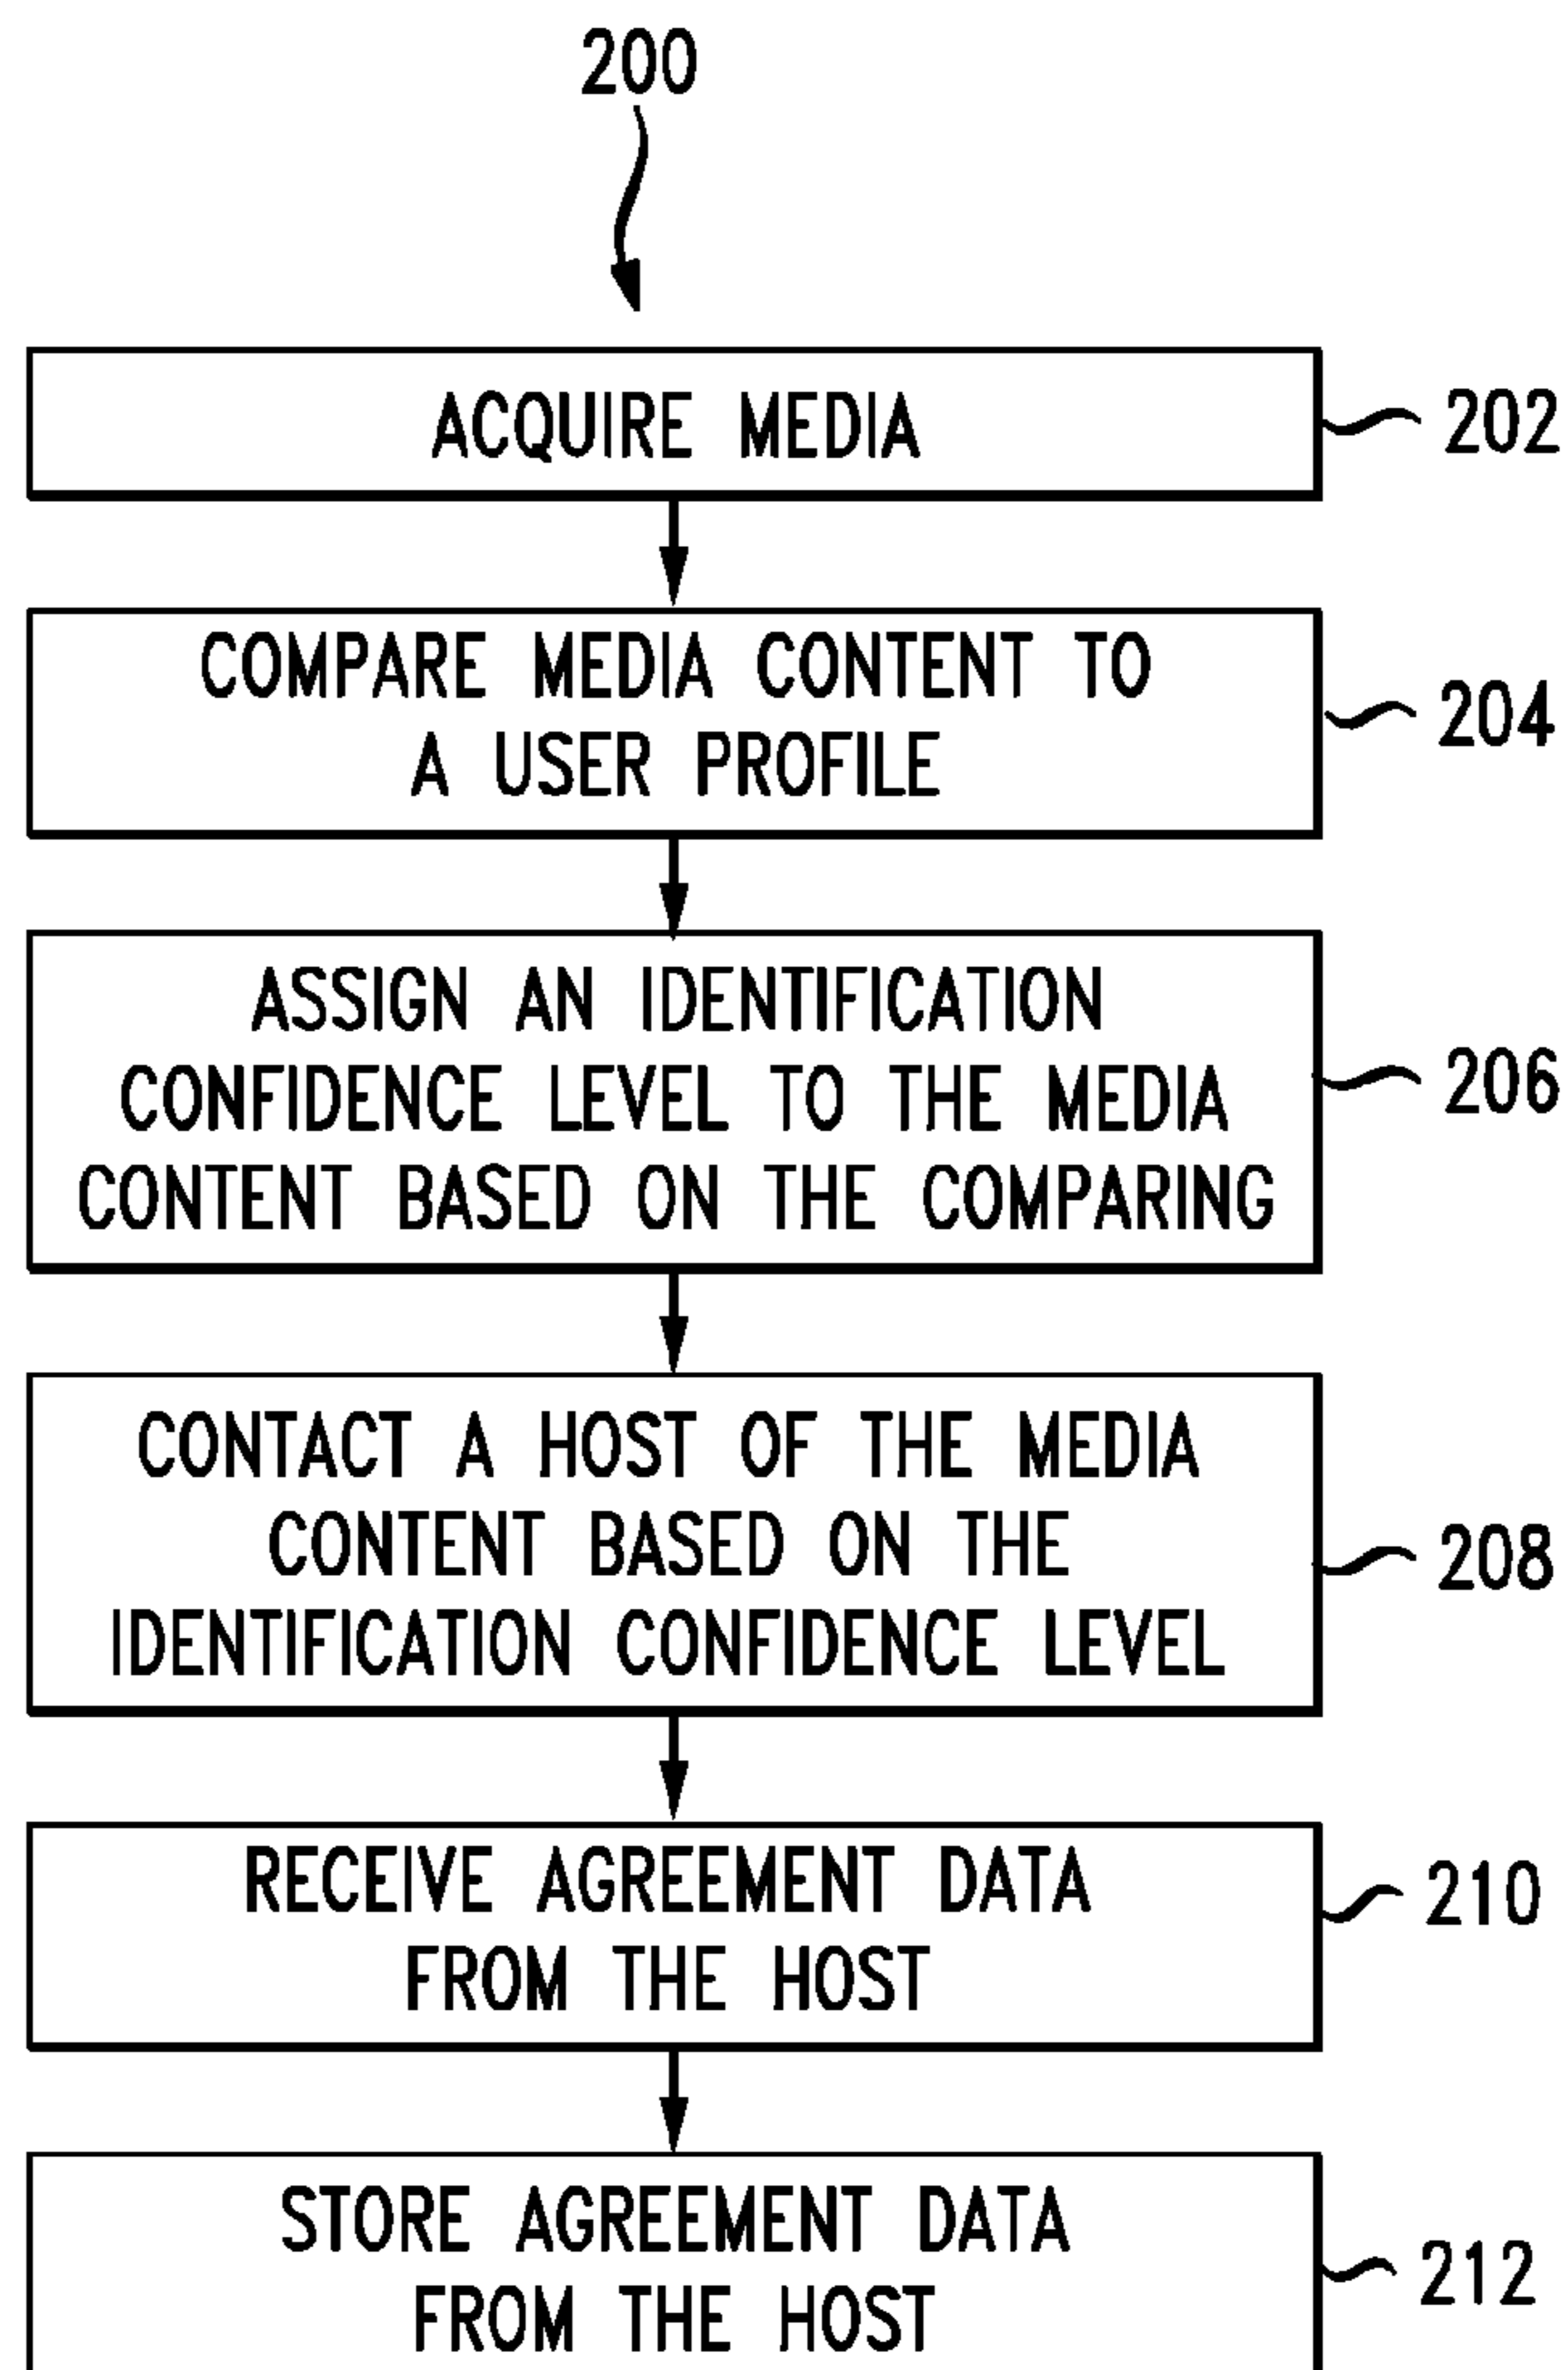 200
ACQUIRE MEDIA
202
COMPARE MEDIA CONTENT TO
A USER PROFILE
204
ASSIGN AN IDENTIFICATION
CONFIDENCE LEVEL TO THE MEDIA
CONTENT BASED ON THE COMPARING
206
CONTACT A HOST OF THE MEDIA
CONTENT BASED ON THE
IDENTIFICATION CONFIDENCE LEVEL
208
RECEIVE AGREEMENT DATA
FROM THE HOST
210
STORE AGREEMENT DATA
FROM THE HOST
212